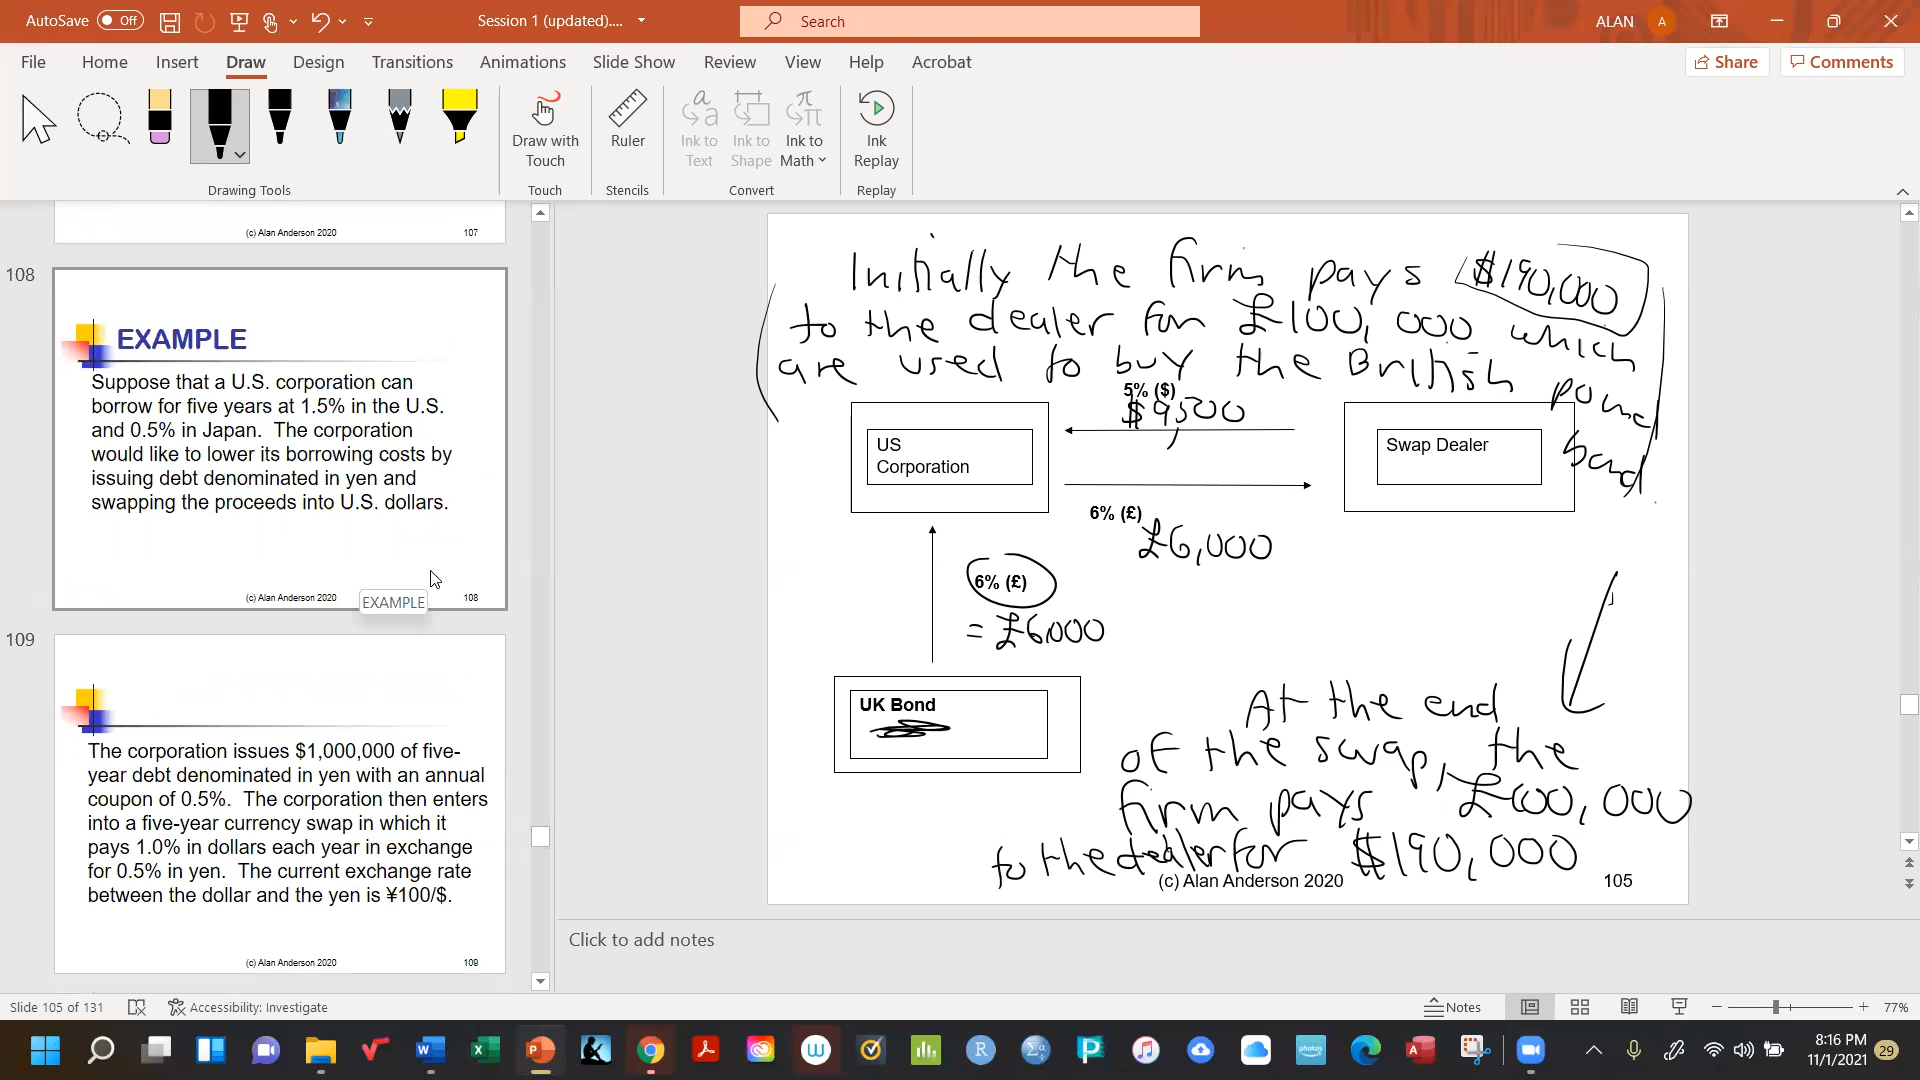 AutoSave Off Session 1 (updated).... Search ALAN A
File Home Insert Draw Design Transitions Animations Slide Show Review View Help Acrobat Share Comments
Draw with Touch
Ruler
Ink to Text
Ink to Shape
Ink to Math
Ink Replay
Drawing Tools Touch Stencils Convert Replay
(c) Alan Anderson 2020 107
108
EXAMPLE
Suppose that a U.S. corporation can
borrow for five years at 1.5% in the U.S.
and 0.5% in Japan. The corporation
would like to lower its borrowing costs by
issuing debt denominated in yen and
swapping the proceeds into U.S. dollars.
(c) Alan Anderson 2020 108
EXAMPLE
109
The corporation issues $1,000,000 of five-
year debt denominated in yen with an annual
coupon of 0.5%. The corporation then enters
into a five-year currency swap in which it
pays 1.0% in dollars each year in exchange
for 0.5% in yen. The current exchange rate
between the dollar and the yen is ¥100/$.
(c) Alan Anderson 2020 109
Initially the firm pays $190,000
to the dealer for £100,000 which
are used to buy the British pound
bond
5% ($)
$9,500
US
Corporation
Swap Dealer
6% (£)
£6,000
6% (£)
= £6,000
UK Bond
At the end
of the swap, the
firm pays £100,000
to the dealer for $190,000
(c) Alan Anderson 2020 105
Click to add notes
Slide 105 of 131 Accessibility: Investigate Notes 77%
8:16 PM
11/1/2021 29